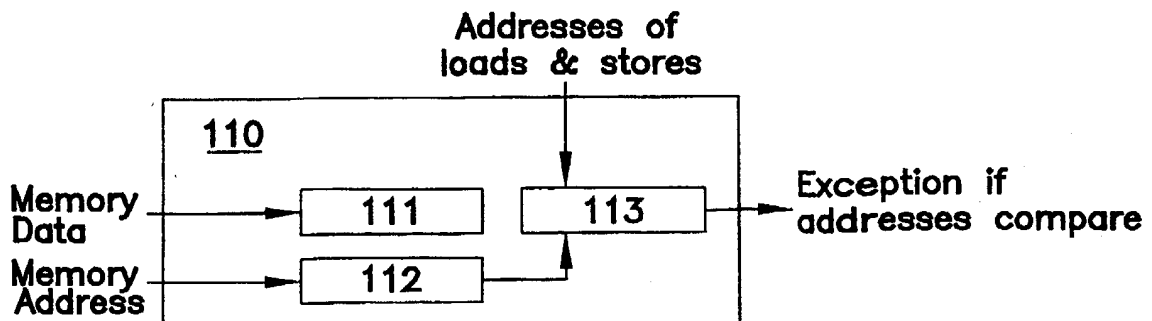 Addresses of
loads & stores
110
Memory
Data
111
113
Exception if
addresses compare
Memory
Address
112